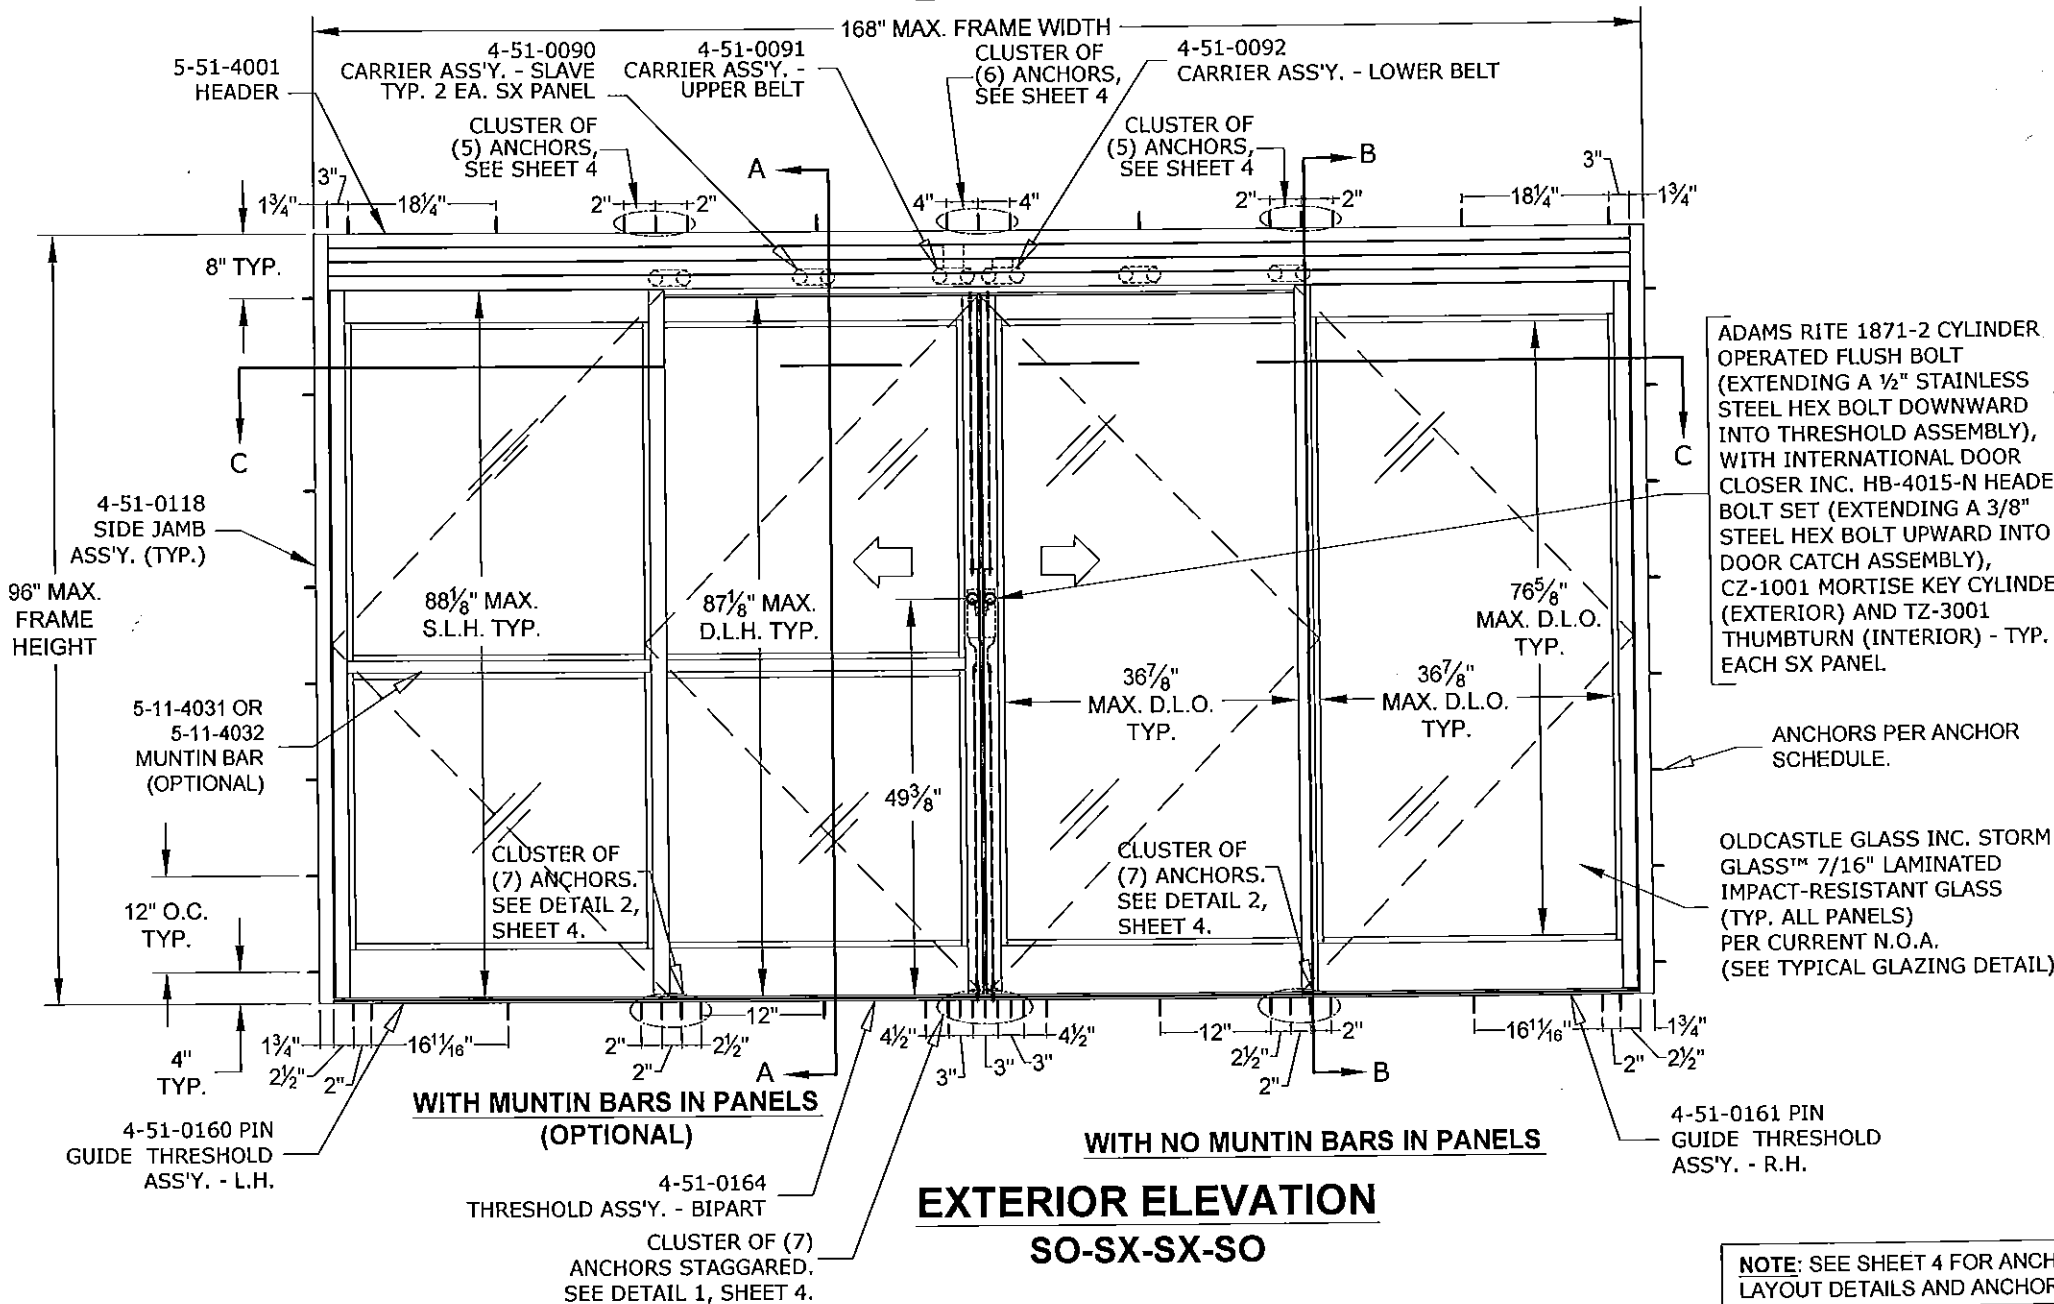 168" MAX. FRAME WIDTH
5-51-4001
HEADER
4-51-0090
CARRIER ASS'Y. - SLAVE
TYP. 2 EA. SX PANEL
4-51-0091
CARRIER ASS'Y. -
UPPER BELT
CLUSTER OF
(6) ANCHORS,
SEE SHEET 4
4-51-0092
CARRIER ASS'Y. - LOWER BELT
CLUSTER OF
(5) ANCHORS,
SEE SHEET 4
CLUSTER OF
(5) ANCHORS,
SEE SHEET 4
A
B
1¾"
3"
18¼"
2"
2"
4"
4"
2"
2"
18¼"
3"
1¾"
8" TYP.
C
C
4-51-0118
SIDE JAMB
ASS'Y. (TYP.)
96" MAX.
FRAME
HEIGHT
88⅛" MAX.
S.L.H. TYP.
87⅛" MAX.
D.L.H. TYP.
76⅝"
MAX. D.L.O.
TYP.
36⅞"
MAX. D.L.O.
TYP.
36⅞"
MAX. D.L.O.
TYP.
49⅜"
ADAMS RITE 1871-2 CYLINDER
OPERATED FLUSH BOLT
(EXTENDING A ½" STAINLESS
STEEL HEX BOLT DOWNWARD
INTO THRESHOLD ASSEMBLY),
WITH INTERNATIONAL DOOR
CLOSER INC. HB-4015-N HEADE
BOLT SET (EXTENDING A 3/8"
STEEL HEX BOLT UPWARD INTO
DOOR CATCH ASSEMBLY),
CZ-1001 MORTISE KEY CYLINDE
(EXTERIOR) AND TZ-3001
THUMBTURN (INTERIOR) - TYP.
EACH SX PANEL
5-11-4031 OR
5-11-4032
MUNTIN BAR
(OPTIONAL)
ANCHORS PER ANCHOR
SCHEDULE.
CLUSTER OF
(7) ANCHORS.
SEE DETAIL 2,
SHEET 4.
CLUSTER OF
(7) ANCHORS.
SEE DETAIL 2,
SHEET 4.
OLDCASTLE GLASS INC. STORM
GLASS™ 7/16" LAMINATED
IMPACT-RESISTANT GLASS
(TYP. ALL PANELS)
PER CURRENT N.O.A.
(SEE TYPICAL GLAZING DETAIL)
12" O.C.
TYP.
4"
TYP.
1¾"
2½"
2"
16¹¹⁄₁₆"
2"
2"
2½"
12"
A
4½"
3"
3"
3"
4½"
12"
2½"
2"
2"
B
16¹¹⁄₁₆"
2"
2½"
1¾"
WITH MUNTIN BARS IN PANELS
(OPTIONAL)
WITH NO MUNTIN BARS IN PANELS
4-51-0160 PIN
GUIDE THRESHOLD
ASS'Y. - L.H.
4-51-0161 PIN
GUIDE THRESHOLD
ASS'Y. - R.H.
4-51-0164
THRESHOLD ASS'Y. - BIPART
CLUSTER OF (7)
ANCHORS STAGGARED.
SEE DETAIL 1, SHEET 4.
EXTERIOR ELEVATION
SO-SX-SX-SO
NOTE: SEE SHEET 4 FOR ANCH
LAYOUT DETAILS AND ANCHOR